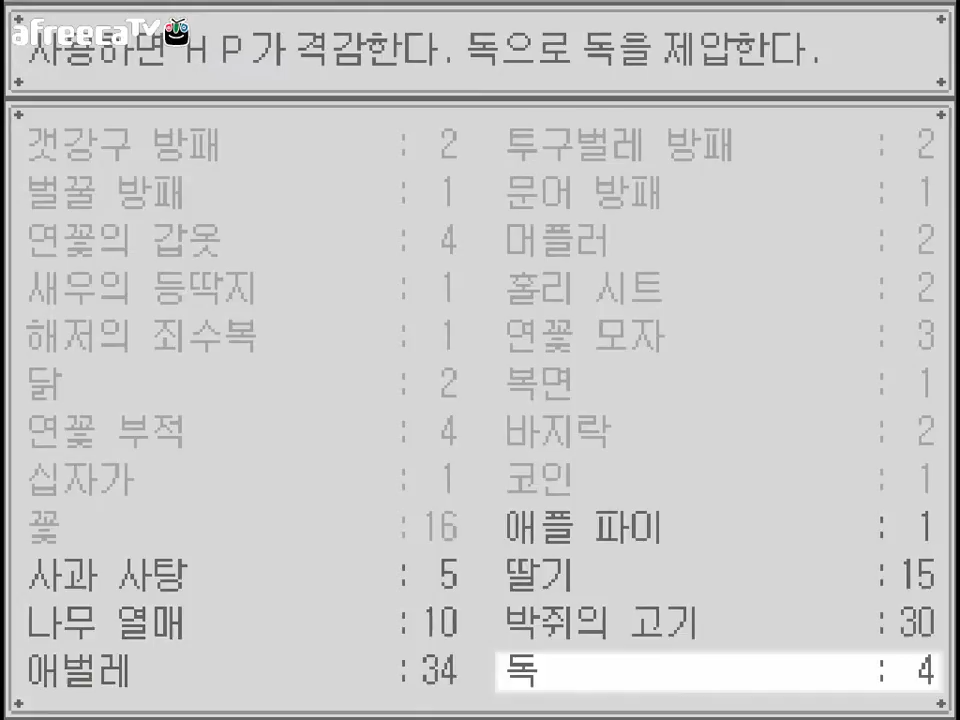 afreecaTV
사용하면 HP가 격감한다. 독으로 독을 제압한다.
갯강구 방패 : 2 투구벌레 방패 : 2
벌꿀 방패 : 1 문어 방패 : 1
연꽃의 갑옷 : 4 머플러 : 2
새우의 등딱지 : 1 홀리 시트 : 2
해저의 죄수복 : 1 연꽃 모자 : 3
닭 : 2 복면 : 1
연꽃 부적 : 4 바지락 : 2
십자가 : 1 코인 : 1
꽃 : 16 애플 파이 : 1
사과 사탕 : 5 딸기 : 15
나무 열매 : 10 박쥐의 고기 : 30
애벌레 : 34 독 : 4